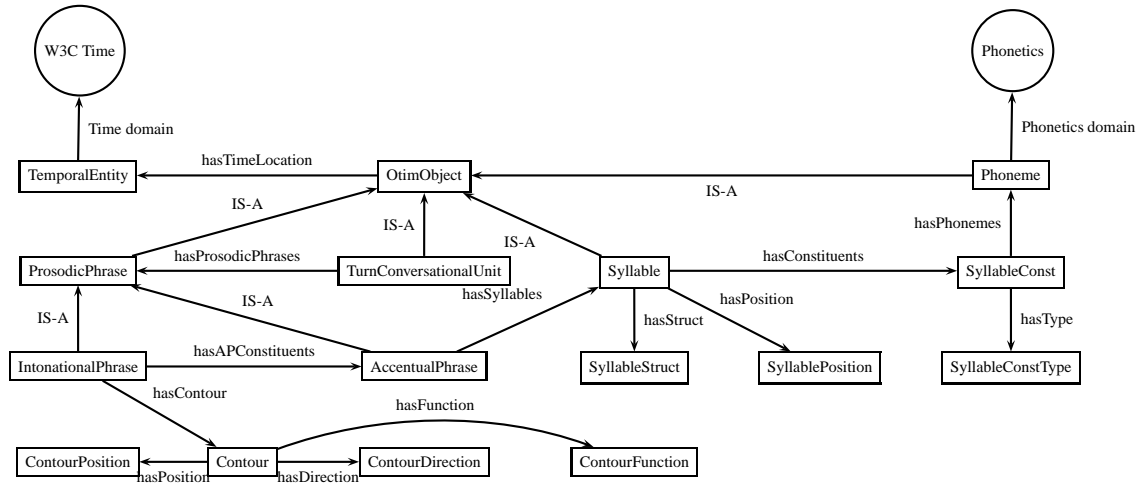 W3C Time
Phonetics
Time domain
Phonetics domain
TemporalEntity
hasTimeLocation
OtimObject
IS-A
Phoneme
IS-A
IS-A
hasPhonemes
IS-A
hasProsodicPhrases
hasConstituents
ProsodicPhrase
TurnConversationalUnit
Syllable
SyllableConst
hasSyllables
IS-A
hasPosition
IS-A
hasStruct
hasType
hasAPConstituents
IntonationalPhrase
AccentualPhrase
SyllableStruct
SyllablePosition
SyllableConstType
hasContour
hasFunction
ContourPosition
hasPosition
Contour
hasDirection
ContourDirection
ContourFunction